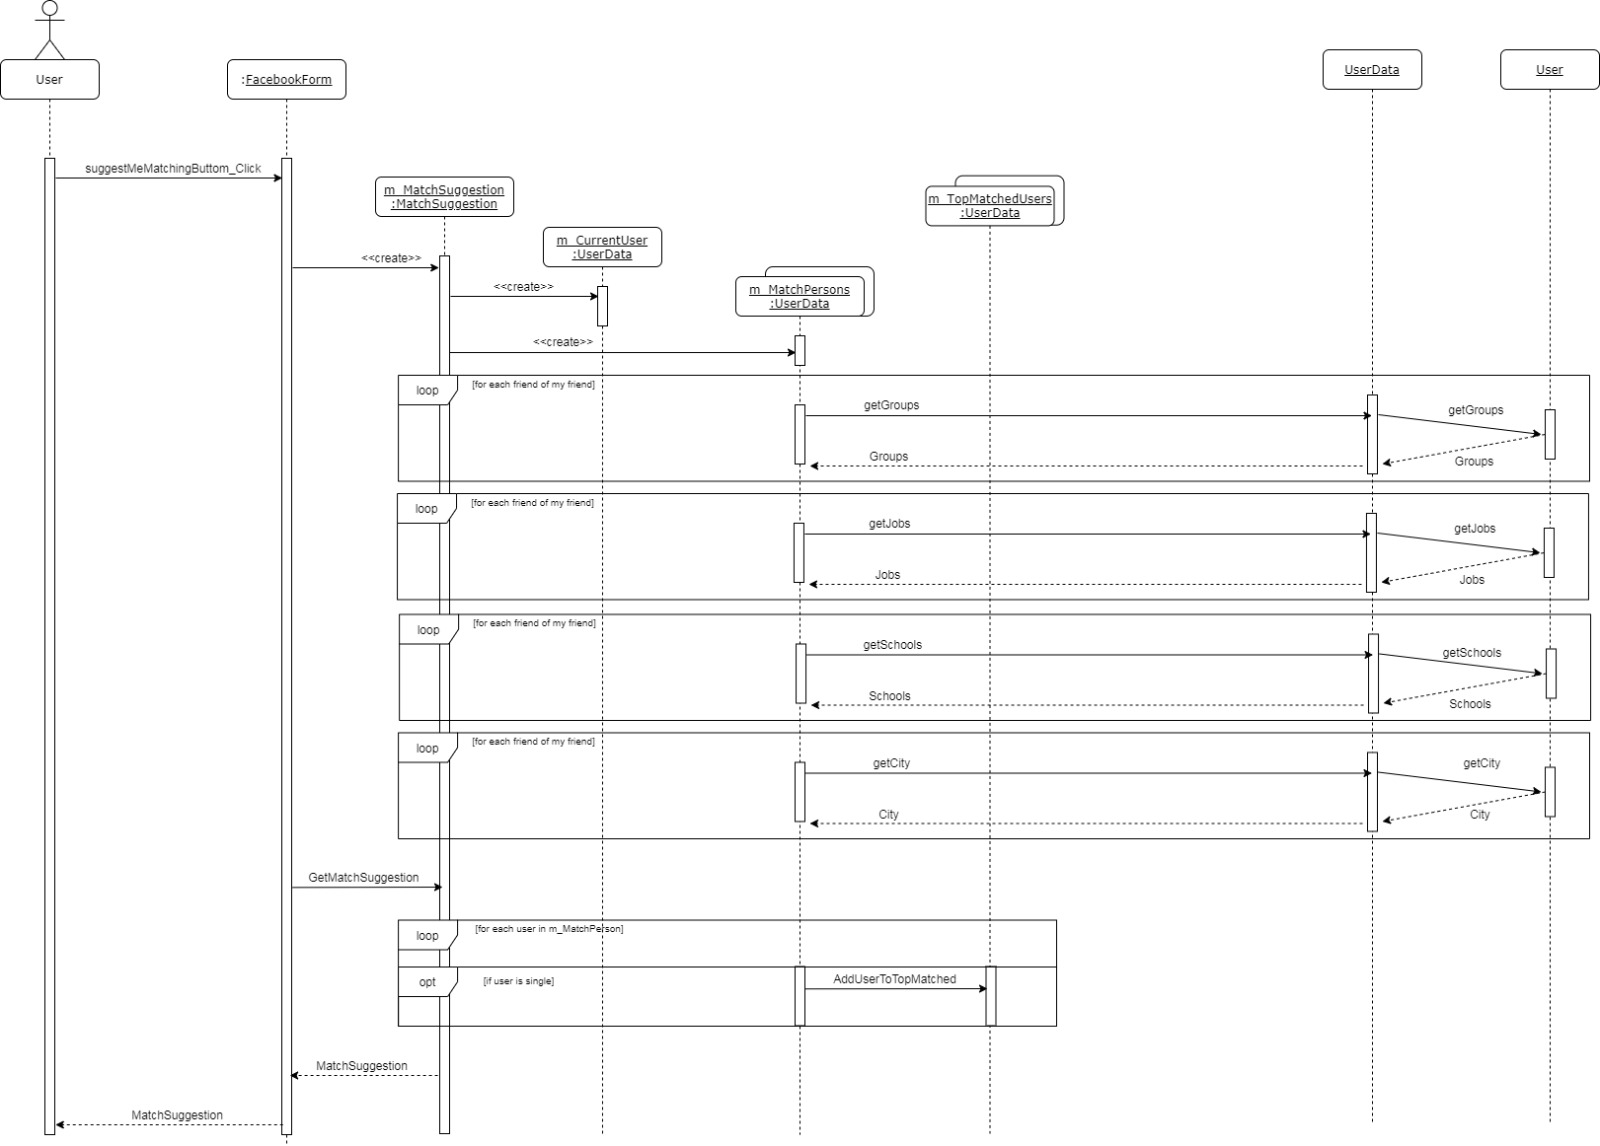 User
:FacebookForm
UserData
User
suggestMeMatchingButtom_Click
m_MatchSuggestion
:MatchSuggestion
m_TopMatchedUsers
:UserData
m_CurrentUser
:UserData
<<create>>
<<create>>
m_MatchPersons
:UserData
<<create>>
loop
[for each friend of my friend]
getGroups
getGroups
Groups
Groups
loop
[for each friend of my friend]
getJobs
getJobs
Jobs
Jobs
loop
[for each friend of my friend]
getSchools
getSchools
Schools
Schools
loop
[for each friend of my friend]
getCity
getCity
City
City
GetMatchSuggestion
loop
[for each user in m_MatchPerson]
opt
[if user is single]
AddUserToTopMatched
MatchSuggestion
MatchSuggestion